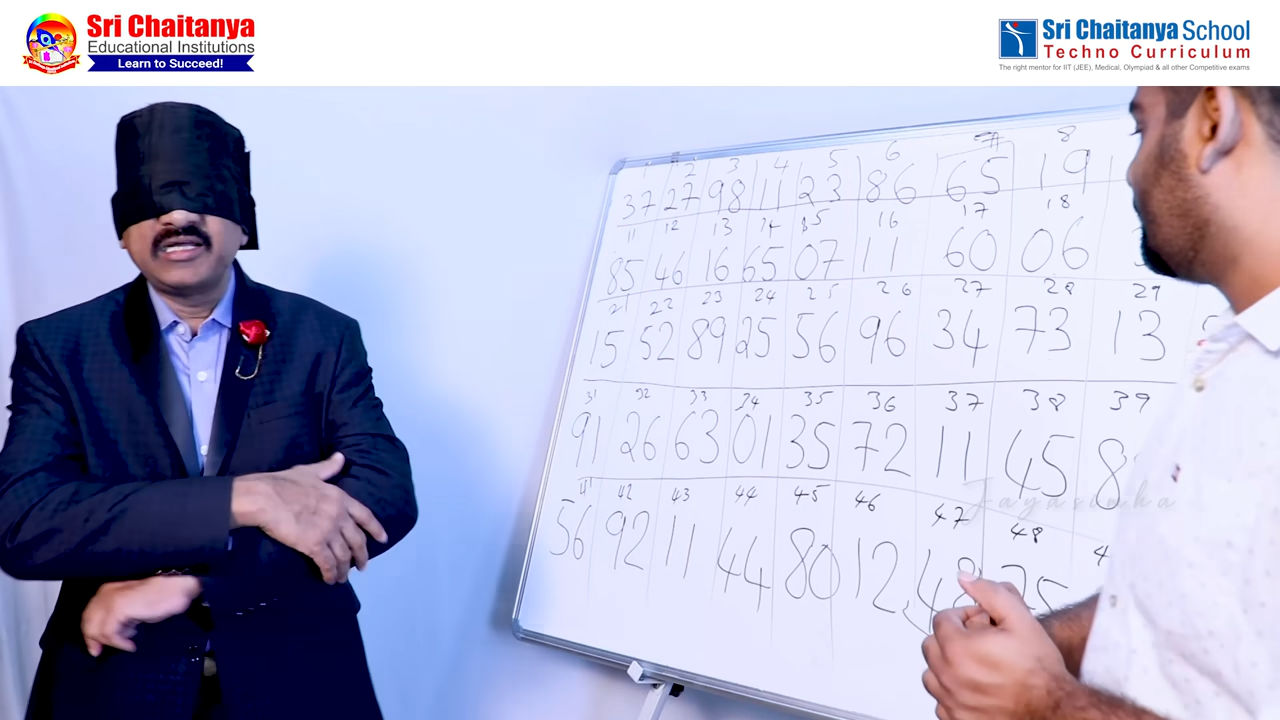 Sri Chaitanya
Educational Institutions
Learn to Succeed!
Sri Chaitanya School
Techno Curriculum
The right mentor for IIT (JEE), Medical, Olympiad & all other Competitive exams
1 2 3 4 5 6 8
37 27 98 11 23 86 65 19
11 12 13 14 15 16 17 18
85 46 16 65 07 11 60 06
21 22 23 24 25 26 27 28 29
15 52 89 25 56 96 34 73 13
31 32 33 34 35 36 37 38 39
91 26 63 01 35 72 11 45 8
Jayasimha
41 42 43 44 45 46 47 48 4
56 92 11 44 80 12 48 75